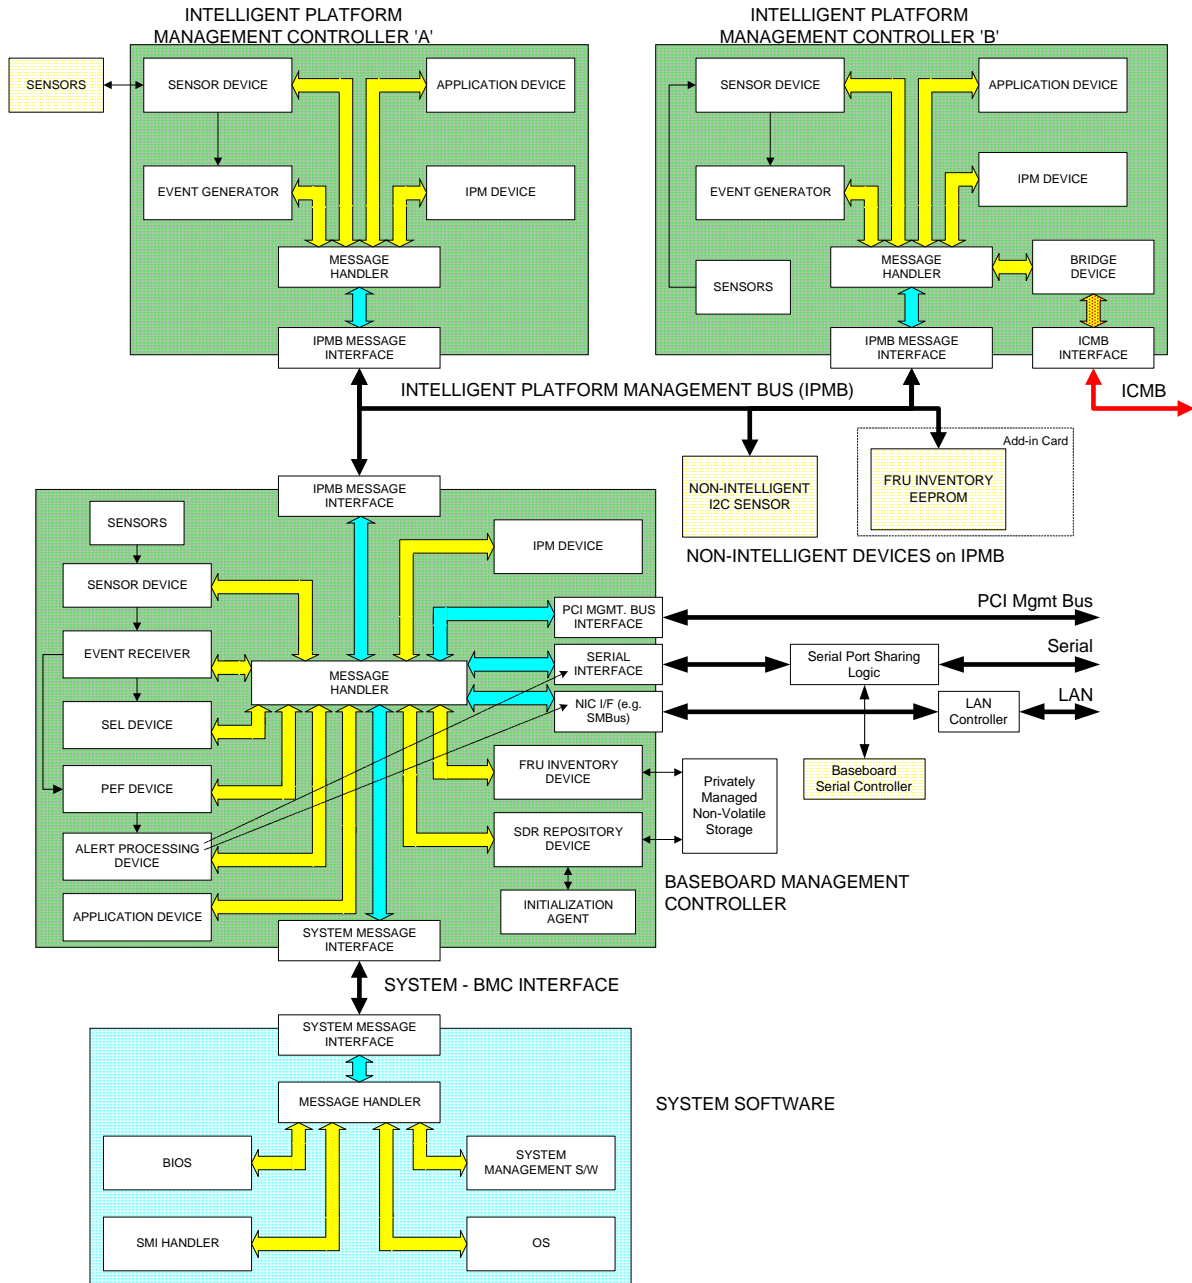 INTELLIGENT PLATFORM
MANAGEMENT CONTROLLER 'A'
SENSORS
SENSOR DEVICE
APPLICATION DEVICE
EVENT GENERATOR
IPM DEVICE
MESSAGE
HANDLER
IPMB MESSAGE
INTERFACE
INTELLIGENT PLATFORM
MANAGEMENT CONTROLLER 'B'
SENSOR DEVICE
APPLICATION DEVICE
EVENT GENERATOR
IPM DEVICE
SENSORS
MESSAGE
HANDLER
BRIDGE
DEVICE
IPMB MESSAGE
INTERFACE
ICMB
INTERFACE
INTELLIGENT PLATFORM MANAGEMENT BUS (IPMB)
ICMB
Add-in Card
NON-INTELLIGENT
I2C SENSOR
FRU INVENTORY
EEPROM
NON-INTELLIGENT DEVICES on IPMB
IPMB MESSAGE
INTERFACE
SENSORS
IPM DEVICE
SENSOR DEVICE
PCI MGMT. BUS
INTERFACE
PCI Mgmt Bus
EVENT RECEIVER
MESSAGE
HANDLER
SERIAL
INTERFACE
Serial Port Sharing
Logic
Serial
SEL DEVICE
NIC I/F (e.g.
SMBus)
LAN
Controller
LAN
PEF DEVICE
FRU INVENTORY
DEVICE
Privately
Managed
Non-Volatile
Storage
Baseboard
Serial Controller
ALERT PROCESSING
DEVICE
SDR REPOSITORY
DEVICE
APPLICATION DEVICE
INITIALIZATION
AGENT
BASEBOARD MANAGEMENT
CONTROLLER
SYSTEM MESSAGE
INTERFACE
SYSTEM - BMC INTERFACE
SYSTEM MESSAGE
INTERFACE
MESSAGE HANDLER
SYSTEM SOFTWARE
BIOS
SYSTEM
MANAGEMENT S/W
SMI HANDLER
OS